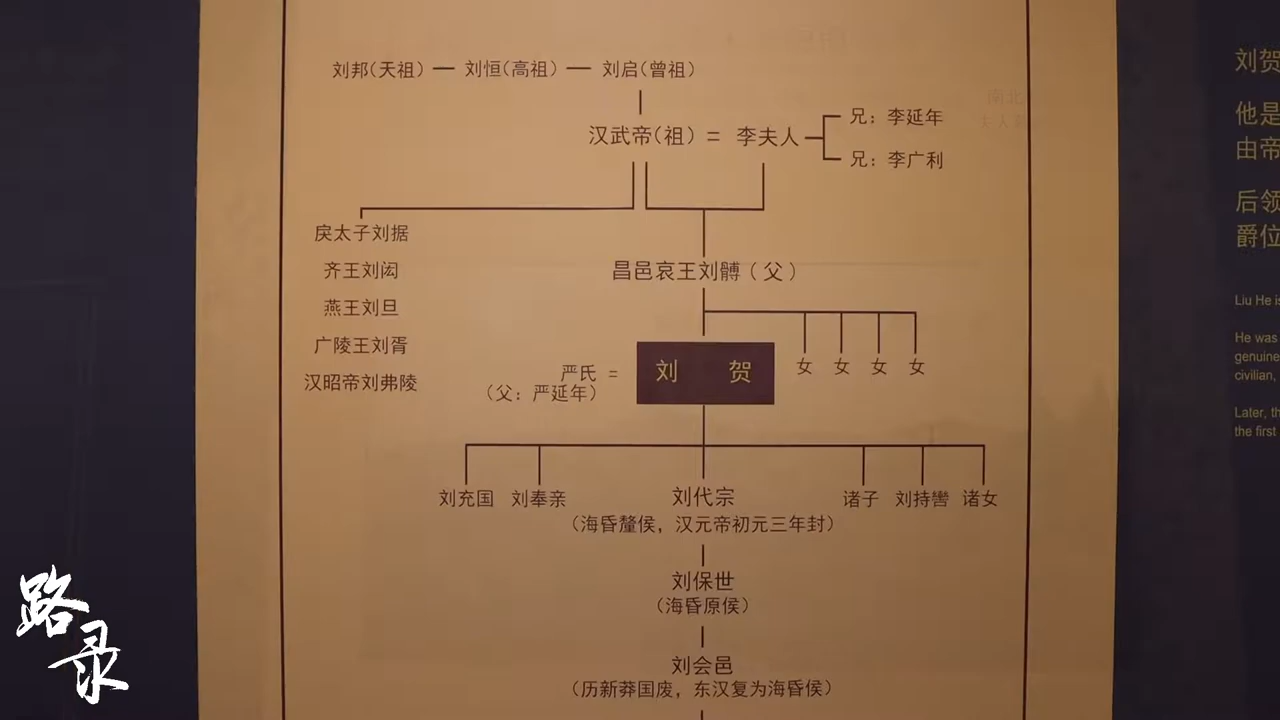 刘邦(天祖) — 刘恒(高祖) — 刘启(曾祖)
汉武帝(祖) = 李夫人
兄：李延年
兄：李广利
戾太子刘据
齐王刘闳
燕王刘旦
广陵王刘胥
汉昭帝刘弗陵
昌邑哀王刘髆（父）
严氏 =
（父：严延年）
刘 贺
女 女 女 女
刘充国 刘奉亲 刘代宗 诸子 刘持辔 诸女
（海昏釐侯，汉元帝初元三年封）
刘保世
（海昏原侯）
刘会邑
（历新莽国废，东汉复为海昏侯）
刘贺
他是
由帝
后领
爵位
Liu He is
He was
genuine
civilian,
Later, th
the first
路录